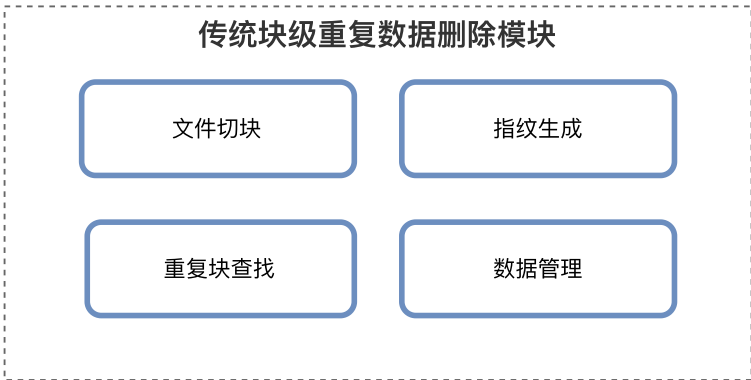 传统块级重复数据删除模块
文件切块
指纹生成
重复块查找
数据管理